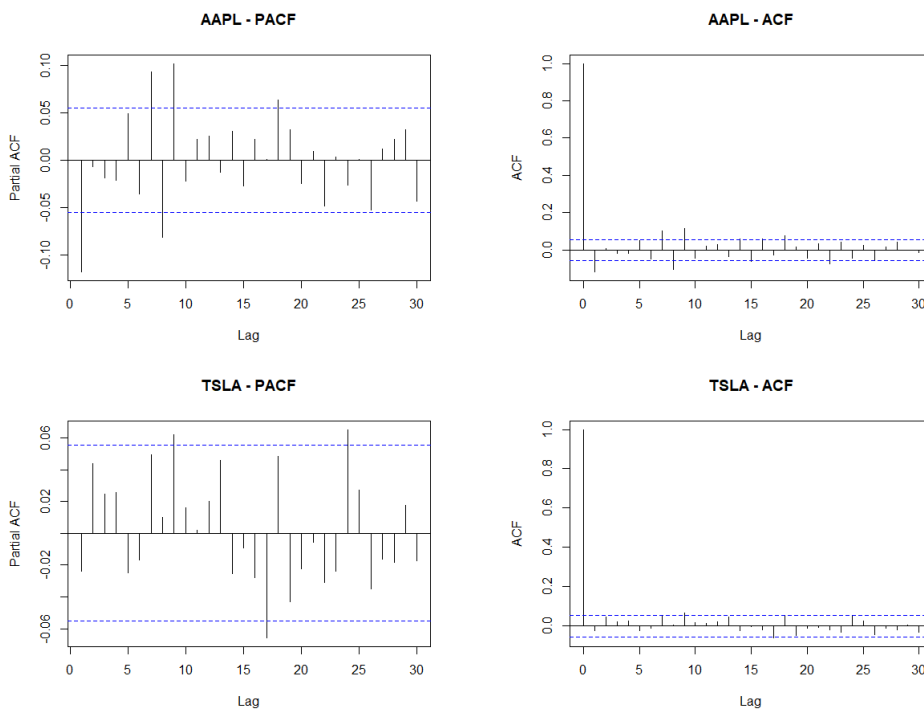 AAPL - PACF
Partial ACF
0.10
0.05
0.00
-0.05
-0.10
0 5 10 15 20 25 30
Lag
AAPL - ACF
ACF
1.0
0.8
0.6
0.4
0.2
0.0
0 5 10 15 20 25 30
Lag
TSLA - PACF
Partial ACF
0.06
0.02
-0.02
-0.06
0 5 10 15 20 25 30
Lag
TSLA - ACF
ACF
1.0
0.8
0.6
0.4
0.2
0.0
0 5 10 15 20 25 30
Lag